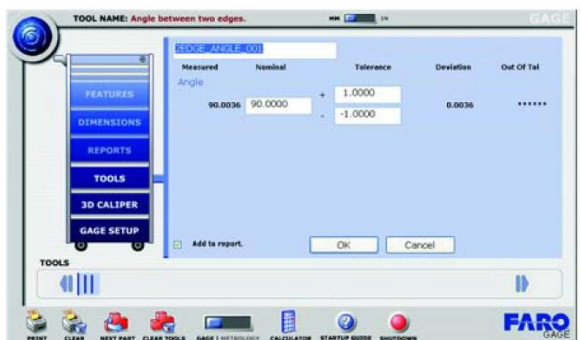 TOOL NAME: Angle between two edges.
MM IN
GAGE
2EDGE_ANGLE_001
Measured Nominal Tolerance Deviation Out Of Tol
Angle
90.0036 90.0000 + 1.0000 0.0036 ******
- -1.0000
FEATURES
DIMENSIONS
REPORTS
TOOLS
3D CALIPER
GAGE SETUP
Add to report. OK Cancel
TOOLS
PRINT CLEAR NEXT PART CLEAR TOOLS GAGE | METROLOGY CALCULATOR STARTUP GUIDE SHUTDOWN
FARO
GAGE